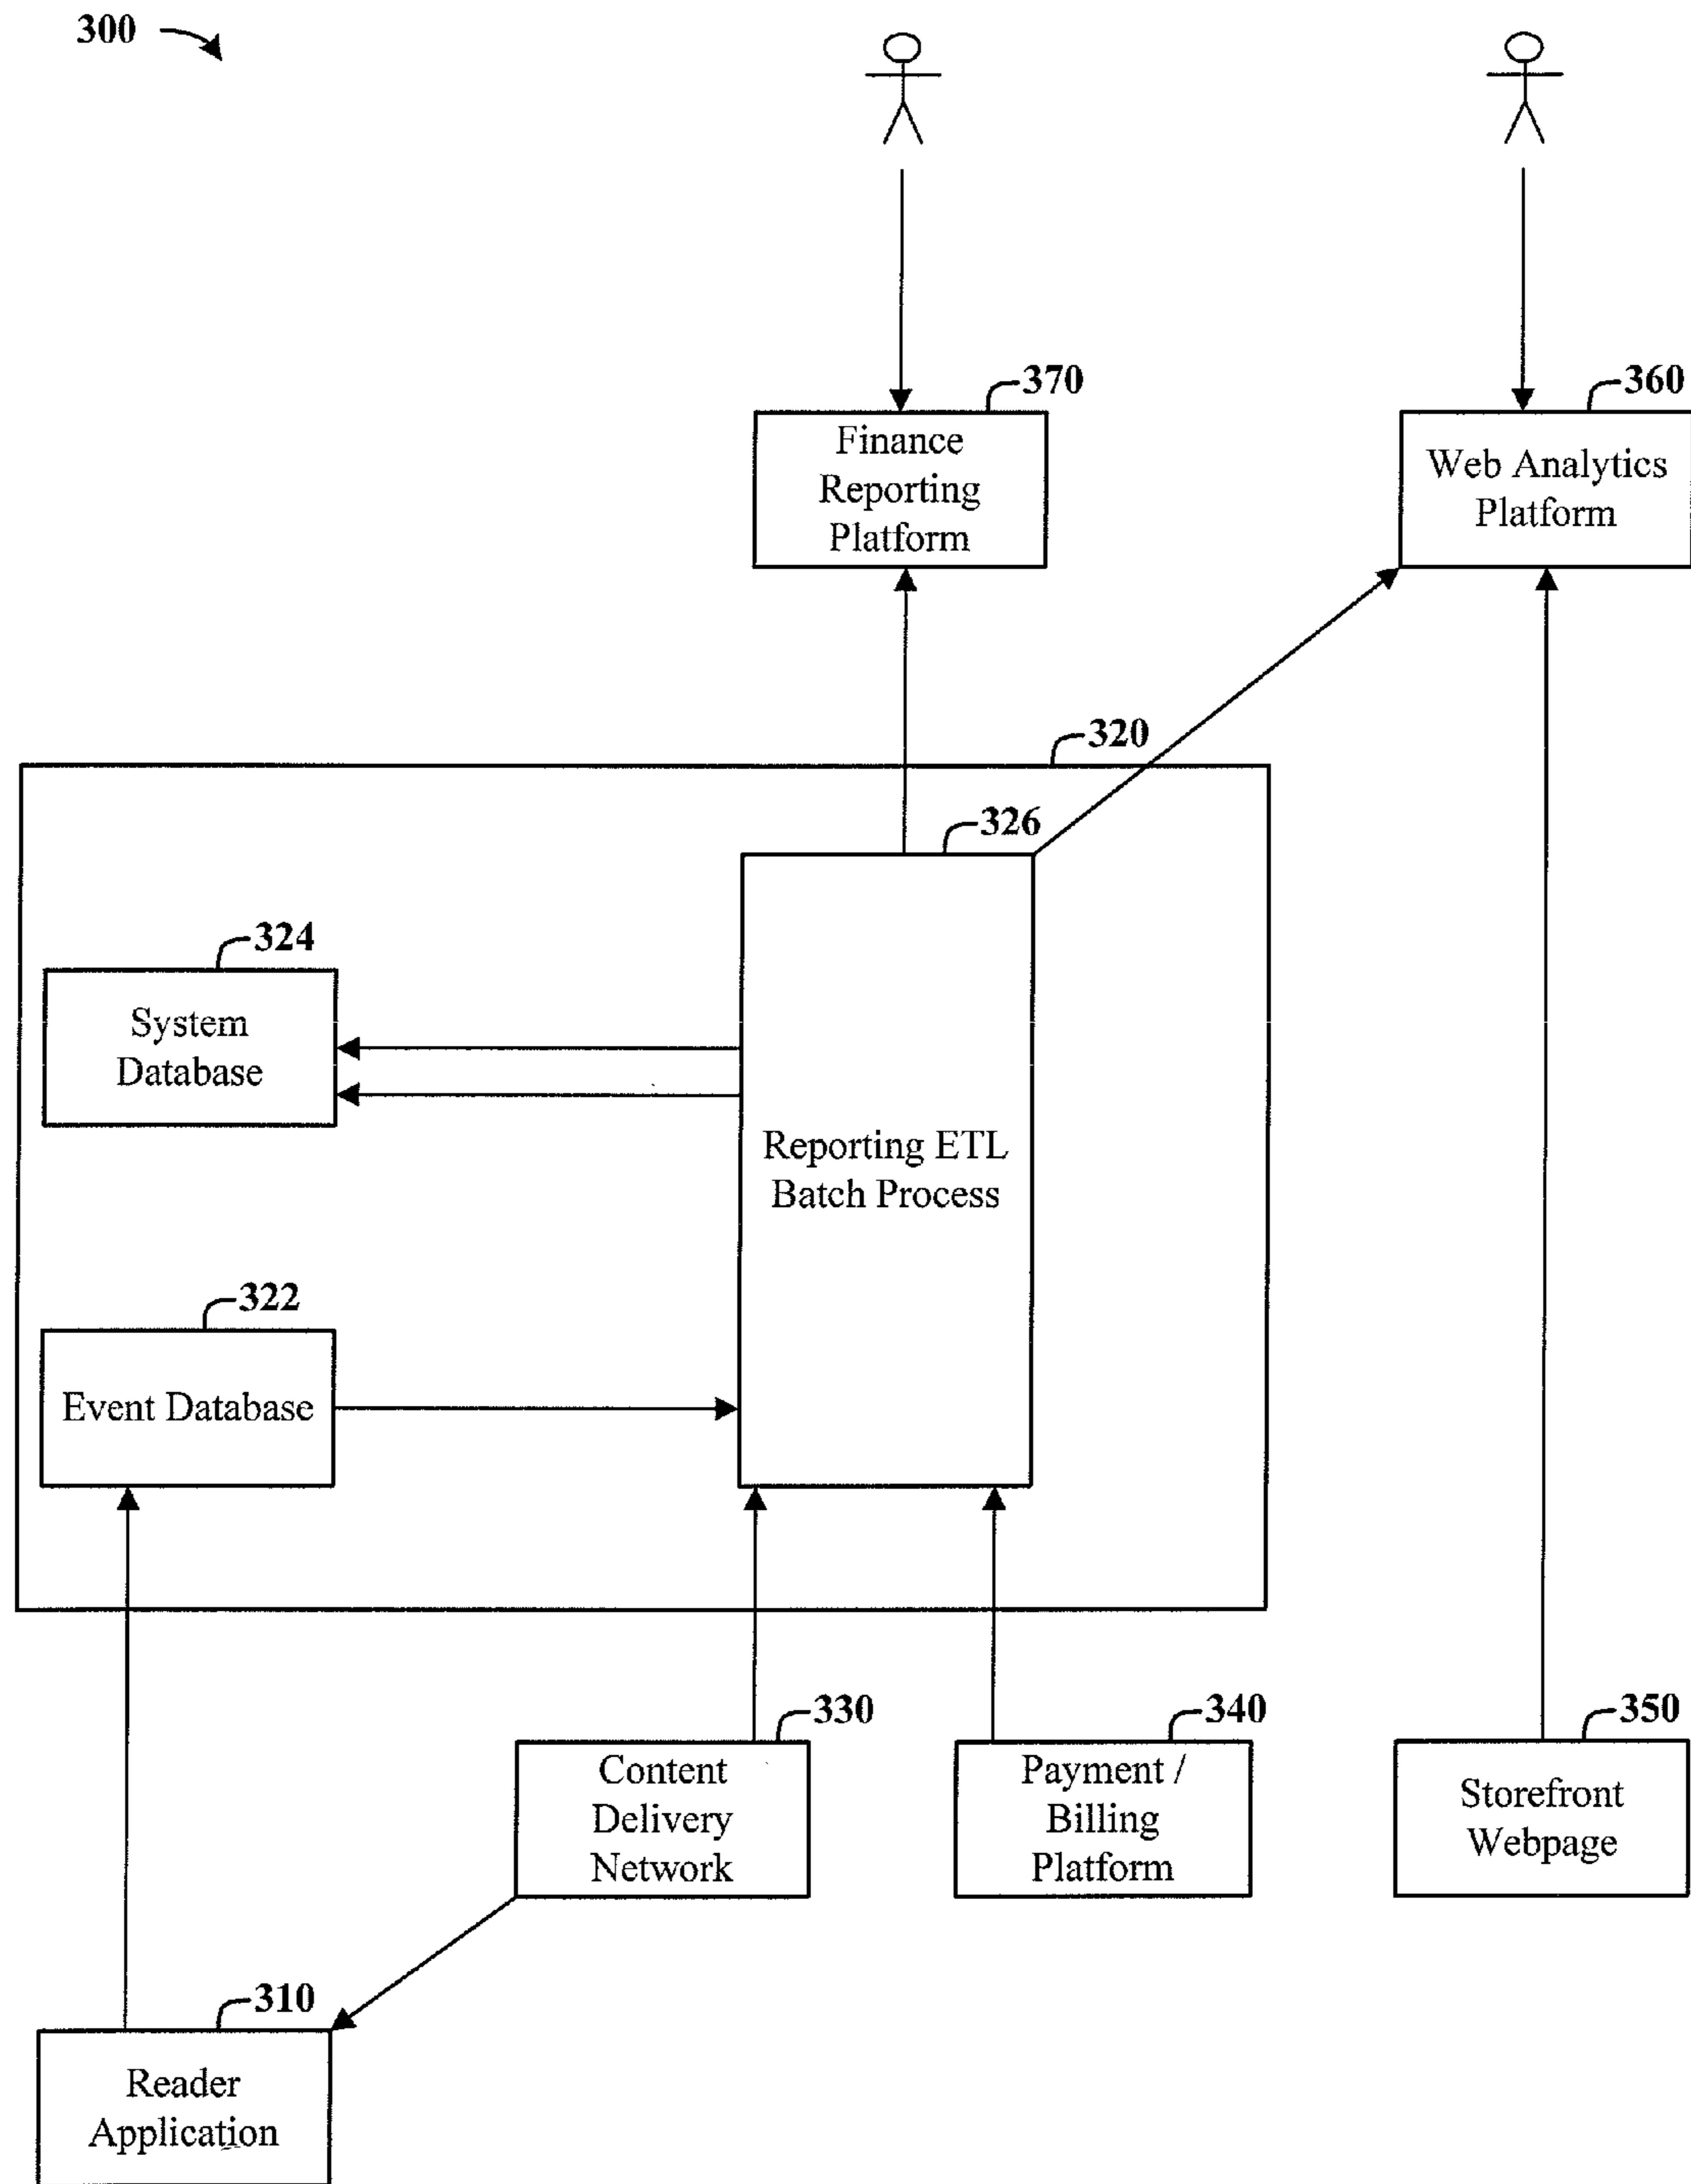 300
370
Finance
Reporting
Platform
360
Web Analytics
Platform
320
326
Reporting ETL
Batch Process
324
System
Database
322
Event Database
330
Content
Delivery
Network
340
Payment /
Billing
Platform
350
Storefront
Webpage
310
Reader
Application